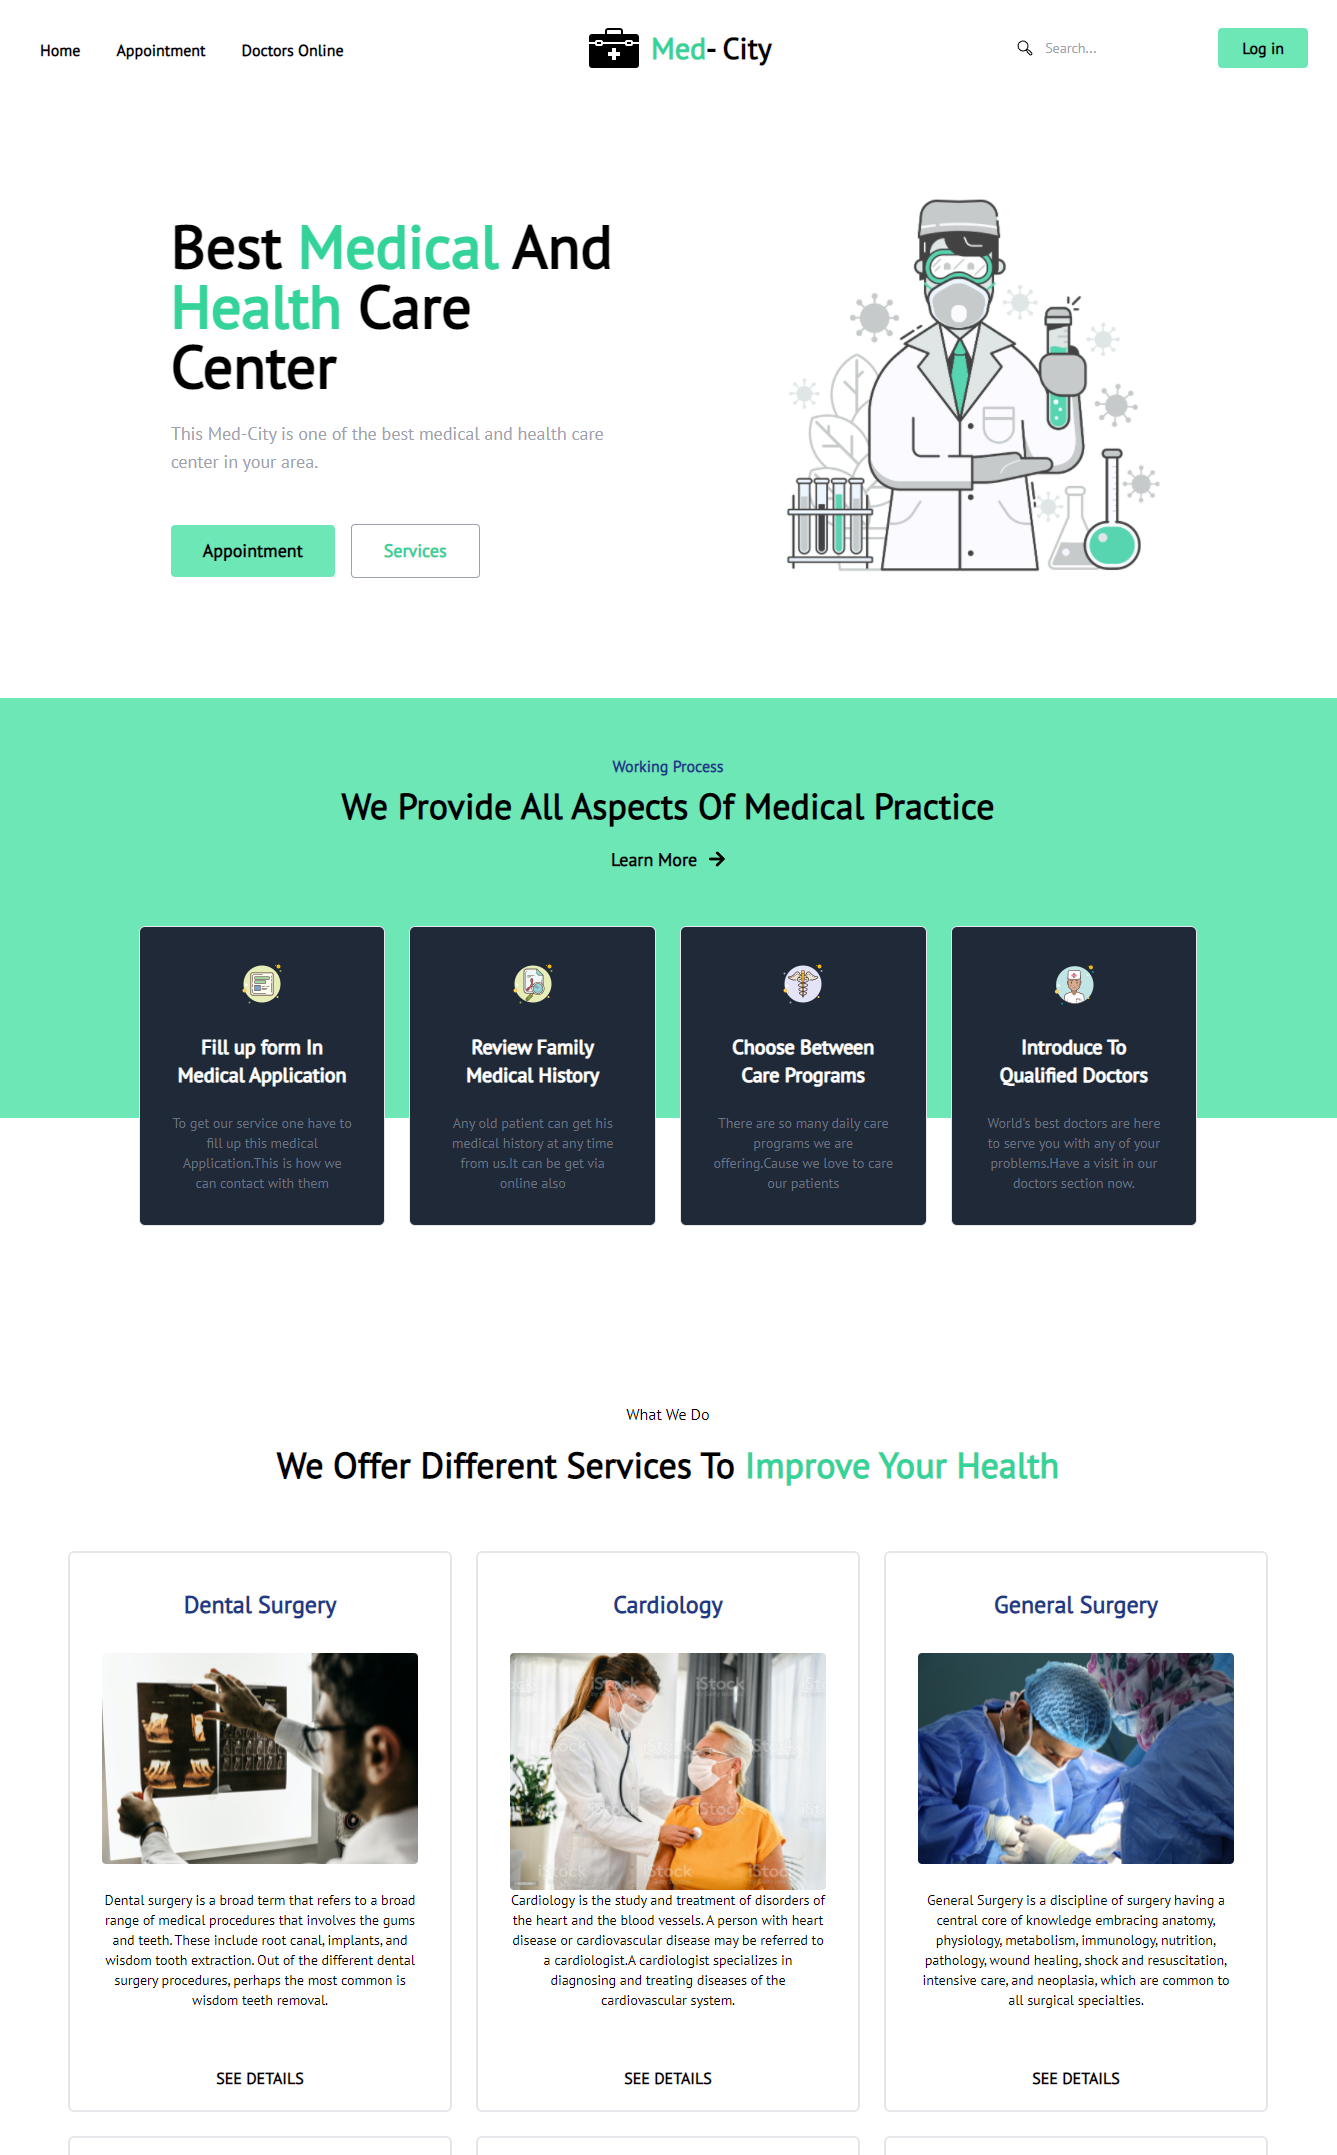 Home
Appointment
Doctors Online
Med- City
Search...
Log in
Best Medical And
Health Care
Center
This Med-City is one of the best medical and health care
center in your area.
Appointment
Services
Working Process
We Provide All Aspects Of Medical Practice
Learn More
Fill up form In
Medical Application
To get our service one have to
fill up this medical
Application.This is how we
can contact with them
Review Family
Medical History
Any old patient can get his
medical history at any time
from us.It can be get via
online also
Choose Between
Care Programs
There are so many daily care
programs we are
offering.Cause we love to care
our patients
Introduce To
Qualified Doctors
World's best doctors are here
to serve you with any of your
problems.Have a visit in our
doctors section now.
What We Do
We Offer Different Services To Improve Your Health
Dental Surgery
Dental surgery is a broad term that refers to a broad
range of medical procedures that involves the gums
and teeth. These include root canal, implants, and
wisdom tooth extraction. Out of the different dental
surgery procedures, perhaps the most common is
wisdom teeth removal.
SEE DETAILS
Cardiology
iStock
iStock
iStock
iStock
iStock
iStock
Cardiology is the study and treatment of disorders of
the heart and the blood vessels. A person with heart
disease or cardiovascular disease may be referred to
a cardiologist.A cardiologist specializes in
diagnosing and treating diseases of the
cardiovascular system.
SEE DETAILS
General Surgery
General Surgery is a discipline of surgery having a
central core of knowledge embracing anatomy,
physiology, metabolism, immunology, nutrition,
pathology, wound healing, shock and resuscitation,
intensive care, and neoplasia, which are common to
all surgical specialties.
SEE DETAILS